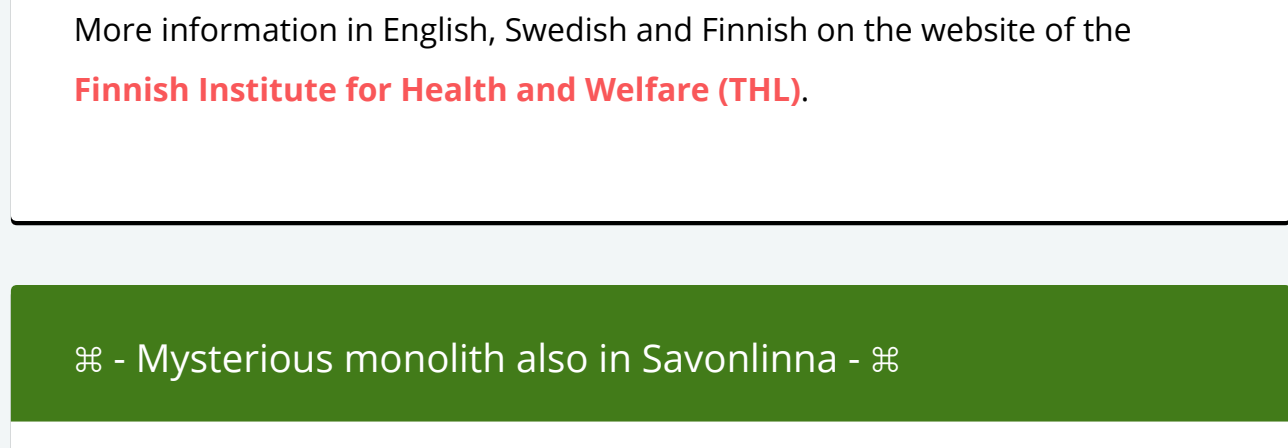 More information in English, Swedish and Finnish on the website of the
Finnish Institute for Health and Welfare (THL).
⌘ - Mysterious monolith also in Savonlinna - ⌘